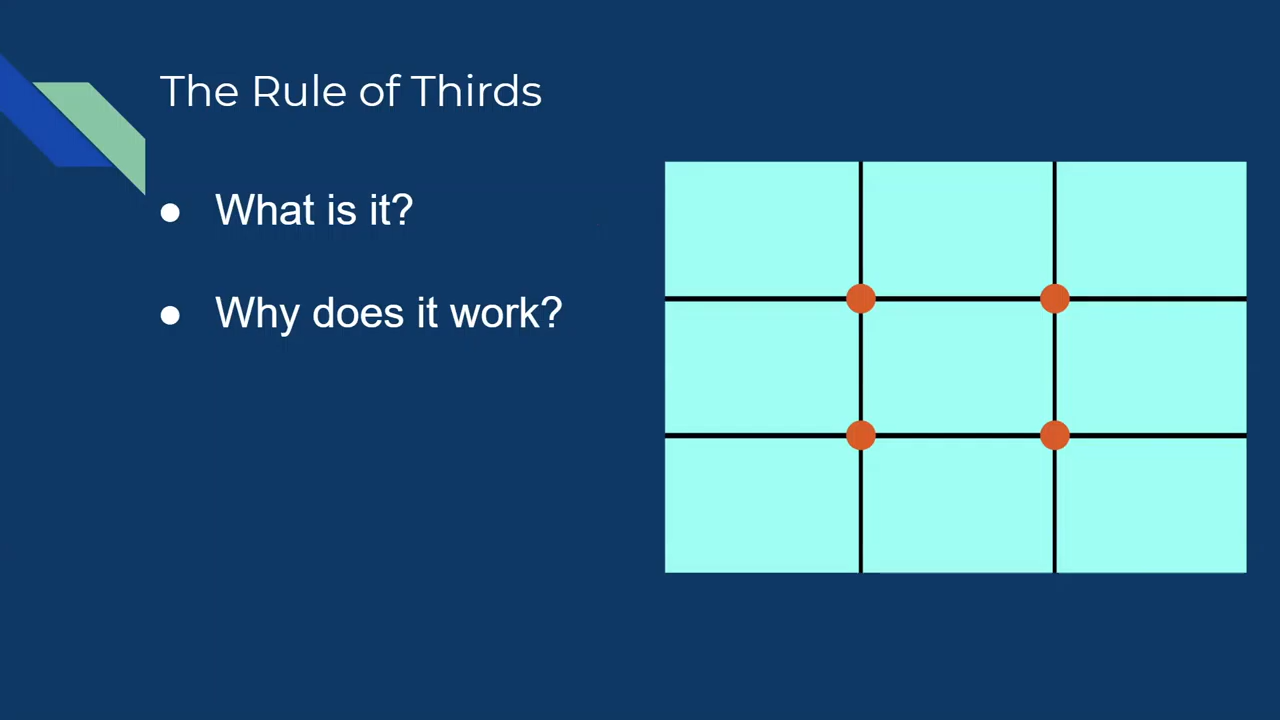 The Rule of Thirds
● What is it?
● Why does it work?